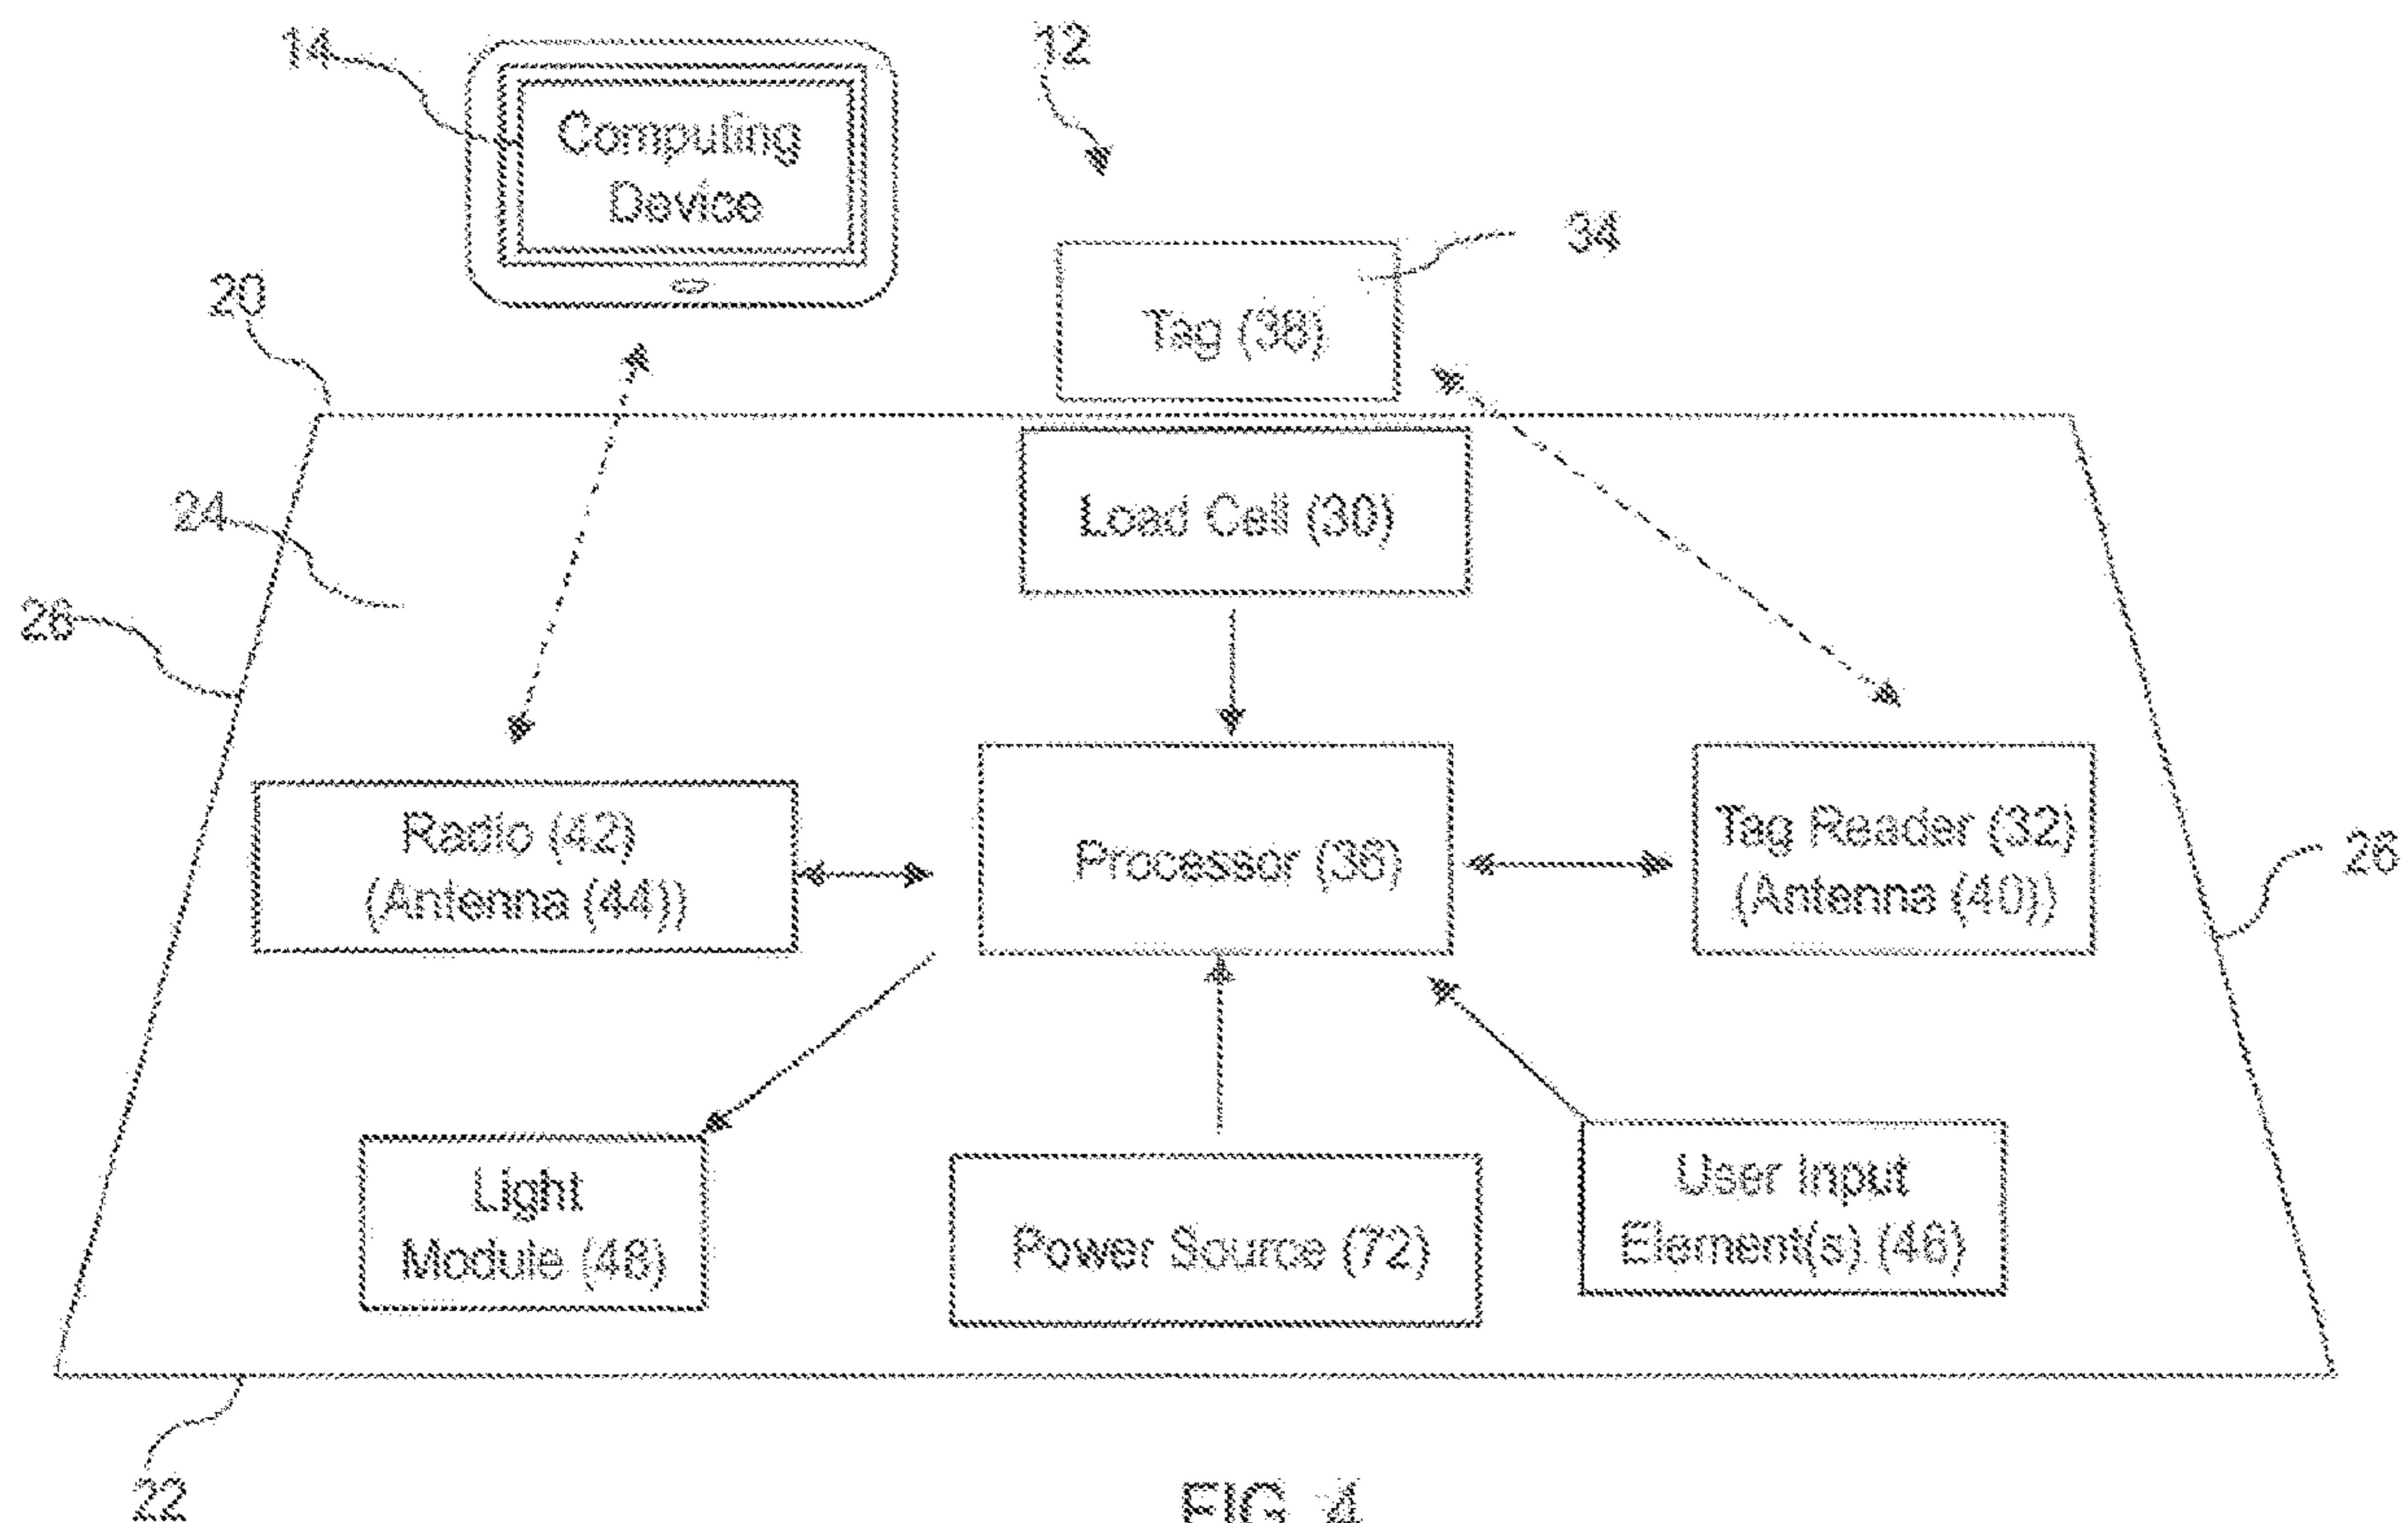 14
12
Computing
Device
34
20
Tag (38)
24
Load Cell (30)
26
Radio (42)
(Antenna (44))
Processor (36)
Tag Reader (32)
(Antenna (40))
26
Light
Module (48)
Power Source (72)
User Input
Element(s) (46)
22
FIG. 4